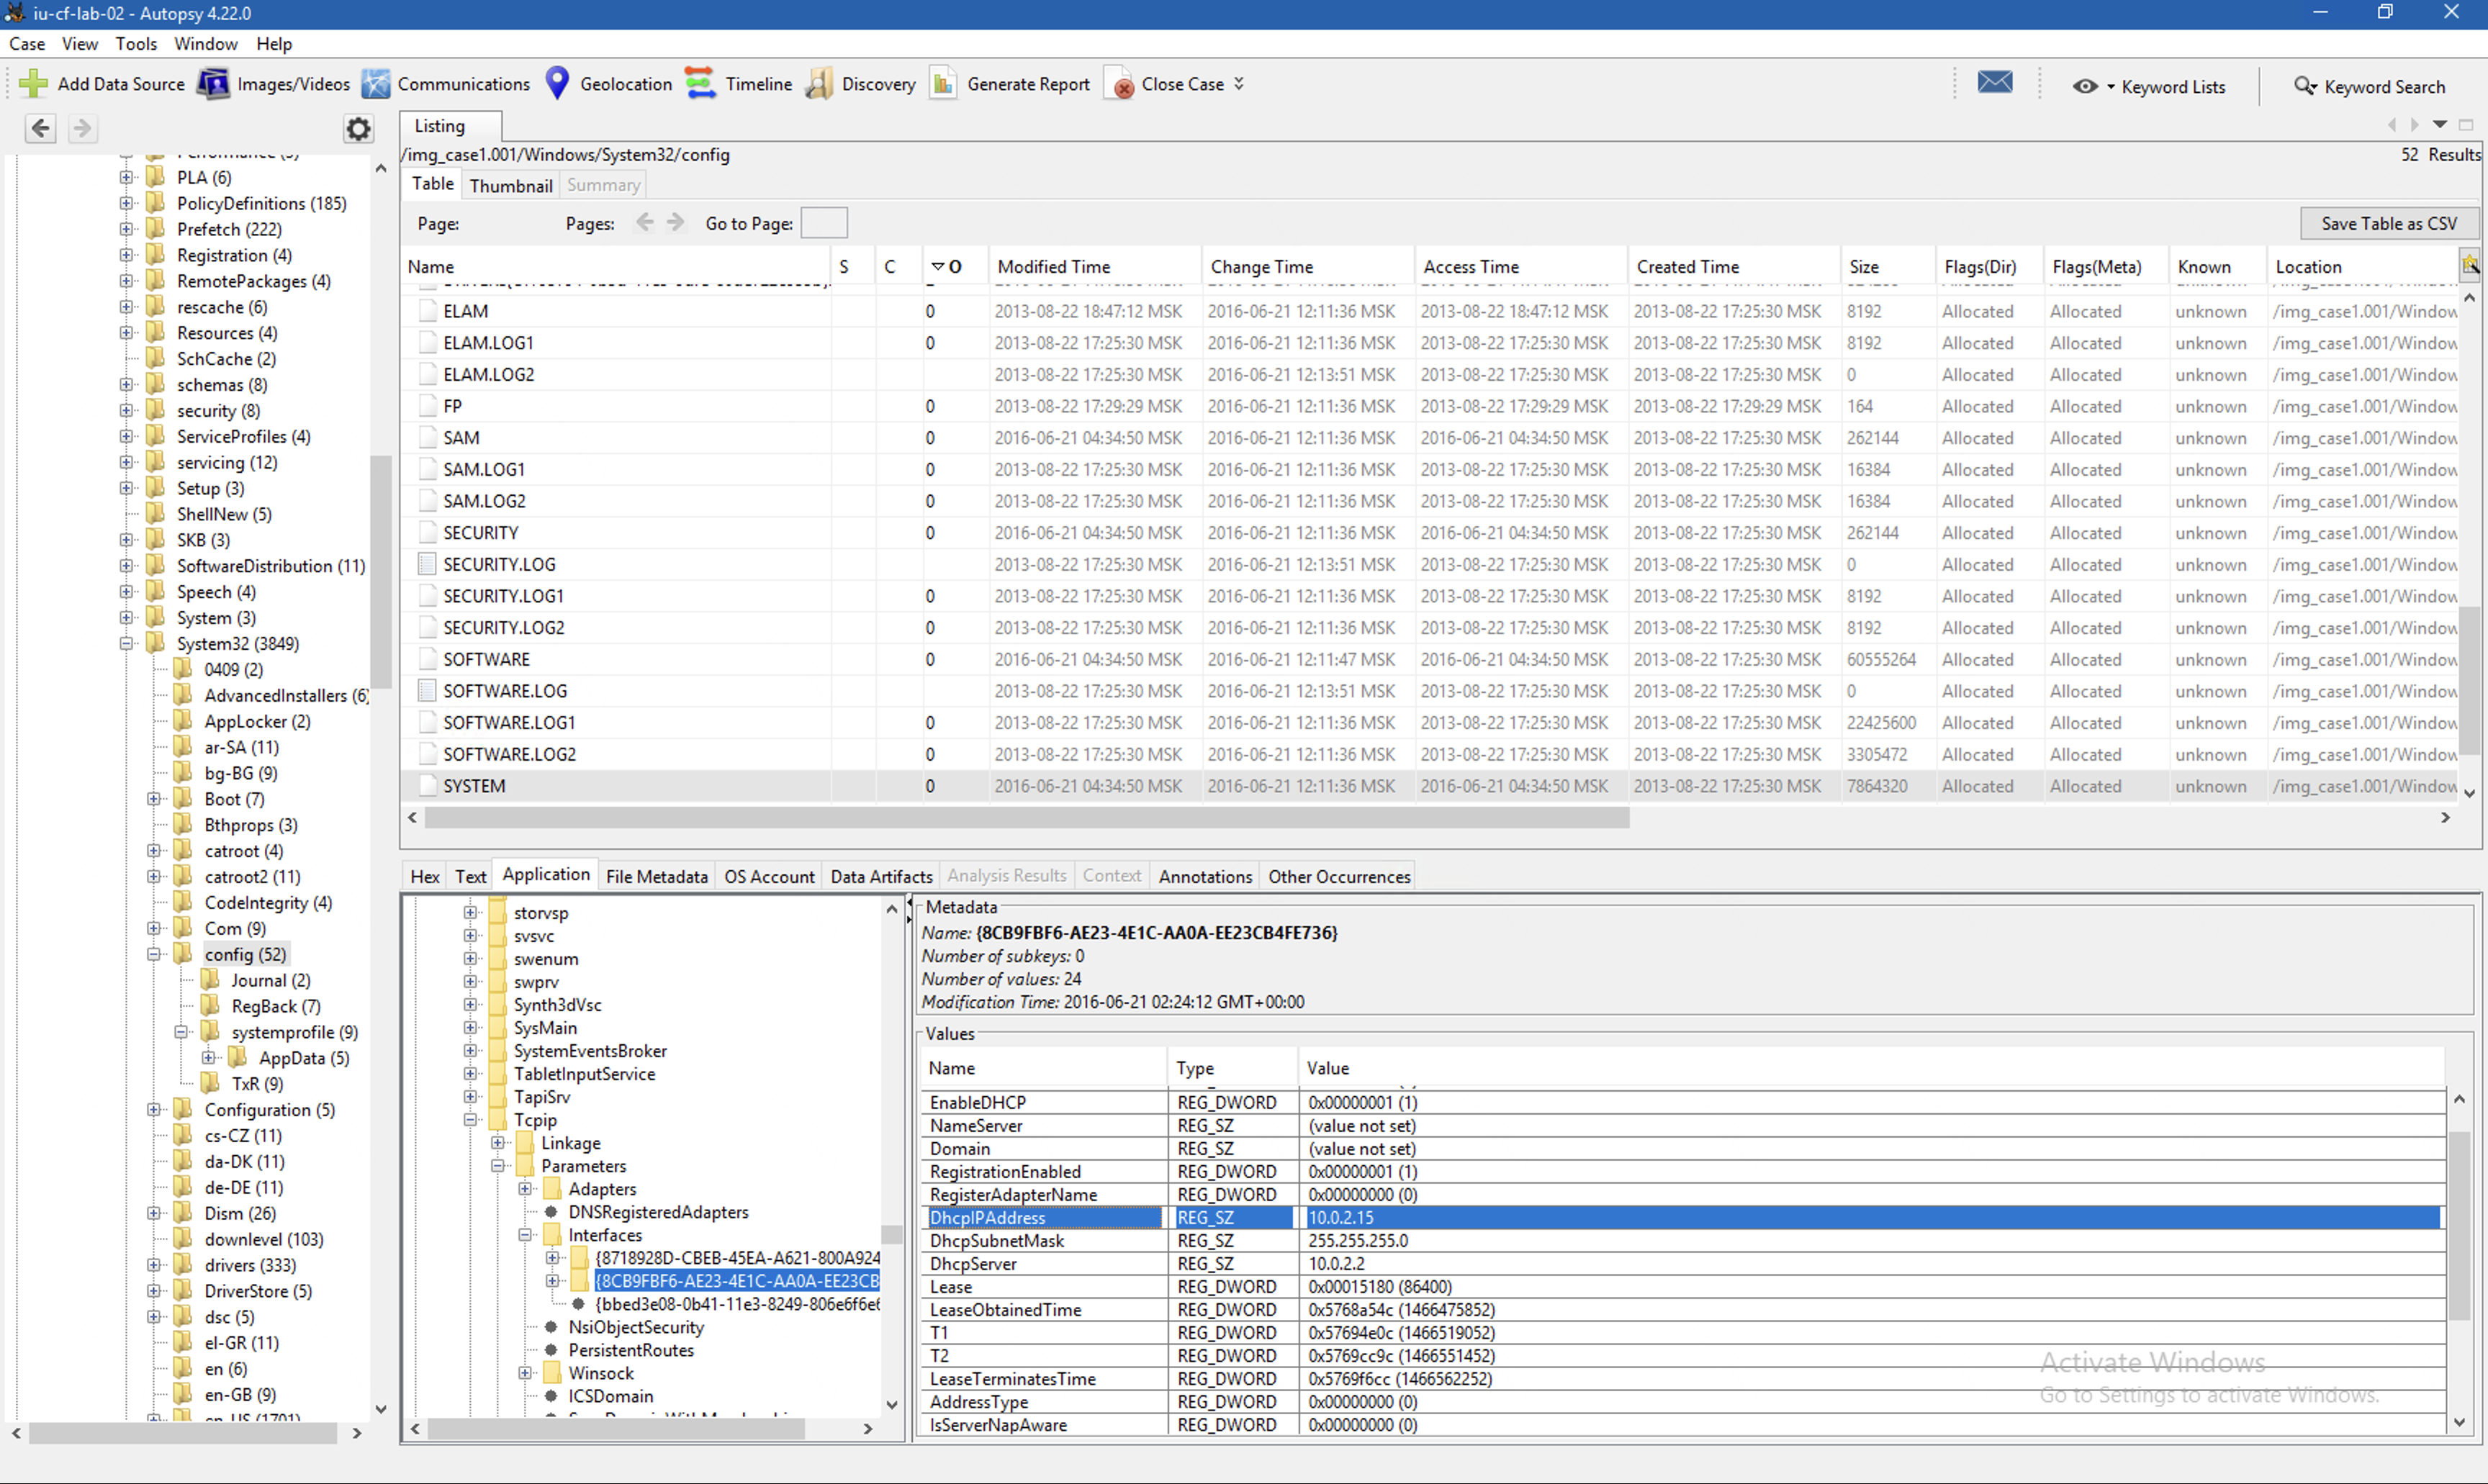 iu-cf-lab-02 - Autopsy 4.22.0
Case View Tools Window Help
Add Data Source Images/Videos Communications Geolocation Timeline Discovery Generate Report Close Case Keyword Lists Keyword Search
Listing
/img_case1.001/Windows/System32/config 52 Results
Table Thumbnail Summary
Page: Pages: Go to Page: Save Table as CSV
Name S C O Modified Time Change Time Access Time Created Time Size Flags(Dir) Flags(Meta) Known Location
ELAM 0 2013-08-22 18:47:12 MSK 2016-06-21 12:11:36 MSK 2013-08-22 18:47:12 MSK 2013-08-22 17:25:30 MSK 8192 Allocated Allocated unknown /img_case1.001/Window
ELAM.LOG1 0 2013-08-22 17:25:30 MSK 2016-06-21 12:11:36 MSK 2013-08-22 17:25:30 MSK 2013-08-22 17:25:30 MSK 8192 Allocated Allocated unknown /img_case1.001/Window
ELAM.LOG2 2013-08-22 17:25:30 MSK 2016-06-21 12:13:51 MSK 2013-08-22 17:25:30 MSK 2013-08-22 17:25:30 MSK 0 Allocated Allocated unknown /img_case1.001/Window
FP 0 2013-08-22 17:29:29 MSK 2016-06-21 12:11:36 MSK 2013-08-22 17:29:29 MSK 2013-08-22 17:29:29 MSK 164 Allocated Allocated unknown /img_case1.001/Window
SAM 0 2016-06-21 04:34:50 MSK 2016-06-21 12:11:36 MSK 2016-06-21 04:34:50 MSK 2013-08-22 17:25:30 MSK 262144 Allocated Allocated unknown /img_case1.001/Window
SAM.LOG1 0 2013-08-22 17:25:30 MSK 2016-06-21 12:11:36 MSK 2013-08-22 17:25:30 MSK 2013-08-22 17:25:30 MSK 16384 Allocated Allocated unknown /img_case1.001/Window
SAM.LOG2 0 2013-08-22 17:25:30 MSK 2016-06-21 12:11:36 MSK 2013-08-22 17:25:30 MSK 2013-08-22 17:25:30 MSK 16384 Allocated Allocated unknown /img_case1.001/Window
SECURITY 0 2016-06-21 04:34:50 MSK 2016-06-21 12:11:36 MSK 2016-06-21 04:34:50 MSK 2013-08-22 17:25:30 MSK 262144 Allocated Allocated unknown /img_case1.001/Window
SECURITY.LOG 2013-08-22 17:25:30 MSK 2016-06-21 12:13:51 MSK 2013-08-22 17:25:30 MSK 2013-08-22 17:25:30 MSK 0 Allocated Allocated unknown /img_case1.001/Window
SECURITY.LOG1 0 2013-08-22 17:25:30 MSK 2016-06-21 12:11:36 MSK 2013-08-22 17:25:30 MSK 2013-08-22 17:25:30 MSK 8192 Allocated Allocated unknown /img_case1.001/Window
SECURITY.LOG2 0 2013-08-22 17:25:30 MSK 2016-06-21 12:11:36 MSK 2013-08-22 17:25:30 MSK 2013-08-22 17:25:30 MSK 8192 Allocated Allocated unknown /img_case1.001/Window
SOFTWARE 0 2016-06-21 04:34:50 MSK 2016-06-21 12:11:47 MSK 2016-06-21 04:34:50 MSK 2013-08-22 17:25:30 MSK 60555264 Allocated Allocated unknown /img_case1.001/Window
SOFTWARE.LOG 2013-08-22 17:25:30 MSK 2016-06-21 12:13:51 MSK 2013-08-22 17:25:30 MSK 2013-08-22 17:25:30 MSK 0 Allocated Allocated unknown /img_case1.001/Window
SOFTWARE.LOG1 0 2013-08-22 17:25:30 MSK 2016-06-21 12:11:36 MSK 2013-08-22 17:25:30 MSK 2013-08-22 17:25:30 MSK 22425600 Allocated Allocated unknown /img_case1.001/Window
SOFTWARE.LOG2 0 2013-08-22 17:25:30 MSK 2016-06-21 12:11:36 MSK 2013-08-22 17:25:30 MSK 2013-08-22 17:25:30 MSK 3305472 Allocated Allocated unknown /img_case1.001/Window
SYSTEM 0 2016-06-21 04:34:50 MSK 2016-06-21 12:11:36 MSK 2016-06-21 04:34:50 MSK 2013-08-22 17:25:30 MSK 7864320 Allocated Allocated unknown /img_case1.001/Window
PLA (6)
PolicyDefinitions (185)
Prefetch (222)
Registration (4)
RemotePackages (4)
rescache (6)
Resources (4)
SchCache (2)
schemas (8)
security (8)
ServiceProfiles (4)
servicing (12)
Setup (3)
ShellNew (5)
SKB (3)
SoftwareDistribution (11)
Speech (4)
System (3)
System32 (3849)
0409 (2)
AdvancedInstallers (6)
AppLocker (2)
ar-SA (11)
bg-BG (9)
Boot (7)
Bthprops (3)
catroot (4)
catroot2 (11)
CodeIntegrity (4)
Com (9)
config (52)
Journal (2)
RegBack (7)
systemprofile (9)
AppData (5)
TxR (9)
Configuration (5)
cs-CZ (11)
da-DK (11)
de-DE (11)
Dism (26)
downlevel (103)
drivers (333)
DriverStore (5)
dsc (5)
el-GR (11)
en (6)
en-GB (9)
Hex Text Application File Metadata OS Account Data Artifacts Analysis Results Context Annotations Other Occurrences
storvsp
svsvc
swenum
swprv
Synth3dVsc
SysMain
SystemEventsBroker
TabletInputService
TapiSrv
Tcpip
Linkage
Parameters
Adapters
DNSRegisteredAdapters
Interfaces
{8718928D-CBEB-45EA-A621-800A924
{8CB9FBF6-AE23-4E1C-AA0A-EE23CB
{bbed3e08-0b41-11e3-8249-806e6f6e6
NsiObjectSecurity
PersistentRoutes
Winsock
ICSDomain
Metadata
Name: {8CB9FBF6-AE23-4E1C-AA0A-EE23CB4FE736}
Number of subkeys: 0
Number of values: 24
Modification Time: 2016-06-21 02:24:12 GMT+00:00
Values
Name Type Value
EnableDHCP REG_DWORD 0x00000001 (1)
NameServer REG_SZ (value not set)
Domain REG_SZ (value not set)
RegistrationEnabled REG_DWORD 0x00000001 (1)
RegisterAdapterName REG_DWORD 0x00000000 (0)
DhcpIPAddress REG_SZ 10.0.2.15
DhcpSubnetMask REG_SZ 255.255.255.0
DhcpServer REG_SZ 10.0.2.2
Lease REG_DWORD 0x00015180 (86400)
LeaseObtainedTime REG_DWORD 0x5768a54c (1466475852)
T1 REG_DWORD 0x57694e0c (1466519052)
T2 REG_DWORD 0x5769cc9c (1466551452)
LeaseTerminatesTime REG_DWORD 0x5769f6cc (1466562252)
AddressType REG_DWORD 0x00000000 (0)
IsServerNapAware REG_DWORD 0x00000000 (0)
Activate Windows
Go to Settings to activate Windows.